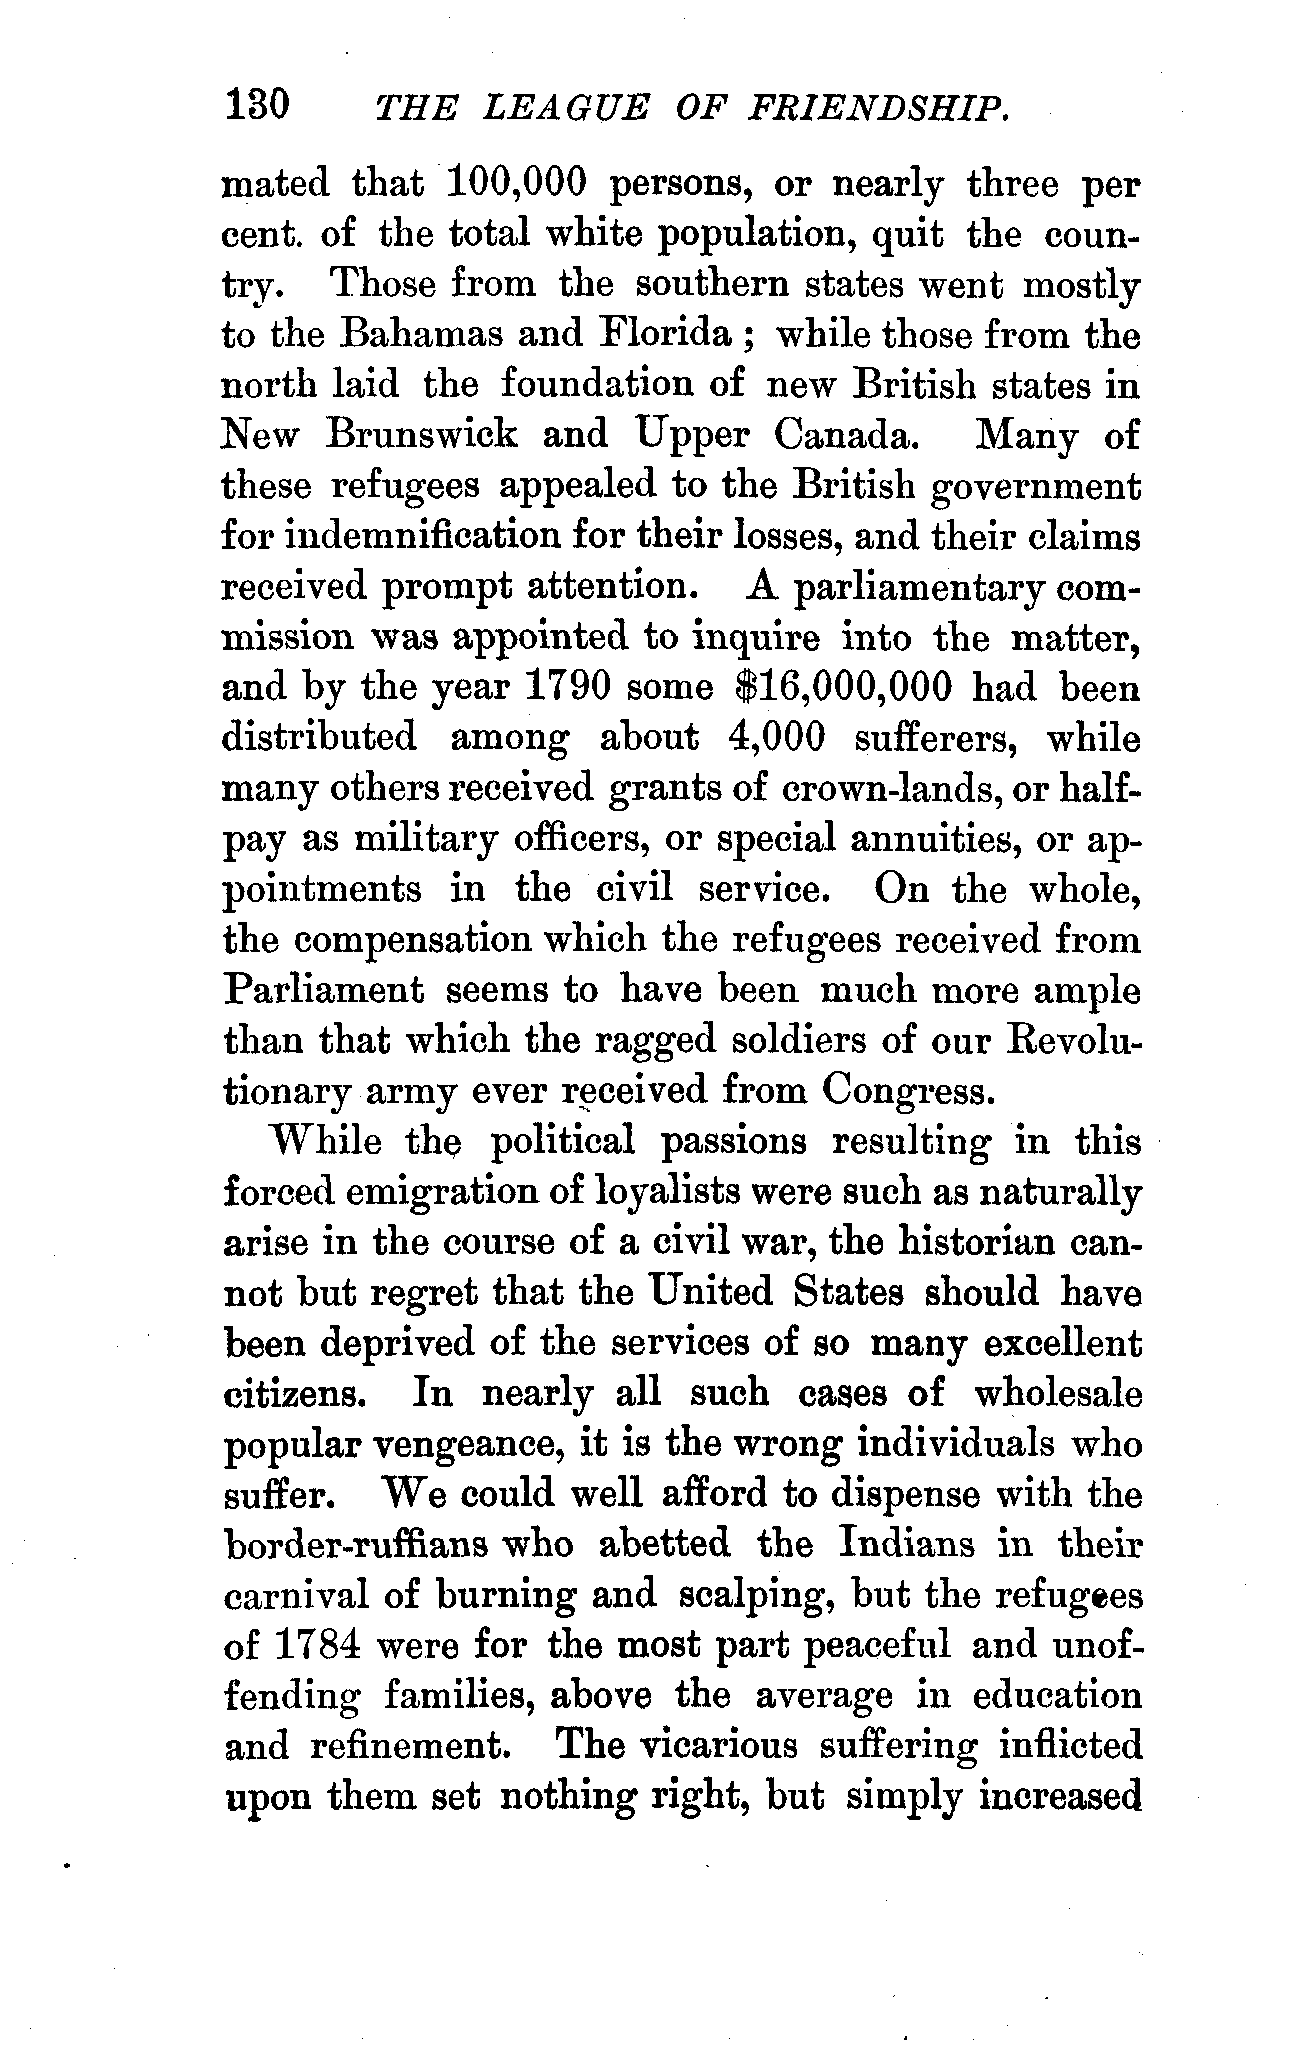 130 THE LEAGUE OF FRIENDSHIP.
mated that 100,000 persons, or nearly three per
cent. of the total white population, quit the coun-
try. Those from the southern states went mostly
to the Bahamas and Florida ; while those from the
north laid the foundation of new British states in
New Brunswick and Upper Canada. Many of
these refugees appealed to the British government
for indemnification for their losses, and their claims
received prompt attention. A parliamentary com-
mission was appointed to inquire into the matter,
and by the year 1790 some $16,000,000 had been
distributed among about 4,000 sufferers, while
many others received grants of crown-lands, or half-
pay as military officers, or special annuities, or ap-
pointments in the civil service. On the whole,
the compensation which the refugees received from
Parliament seems to have been much more ample
than that which the ragged soldiers of our Revolu-
tionary army ever received from Congress.
While the political passions resulting in this
forced emigration of loyalists were such as naturally
arise in the course of a civil war, the historian can-
not but regret that the United States should have
been deprived of the services of so many excellent
citizens. In nearly all such cases of wholesale
popular vengeance, it is the wrong individuals who
suffer. We could well afford to dispense with the
border-ruffians who abetted the Indians in their
carnival of burning and scalping, but the refugees
of 1784 were for the most part peaceful and unof-
fending families, above the average in education
and refinement. The vicarious suffering inflicted
upon them set nothing right, but simply increased